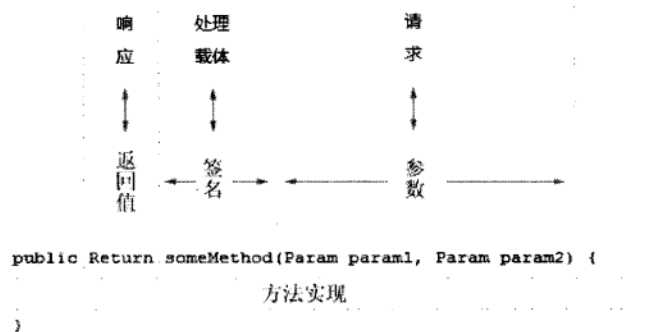 响应 处理载体 请求
返回值 签名 参数
public Return someMethod(Param param1, Param param2) {
方法实现
}